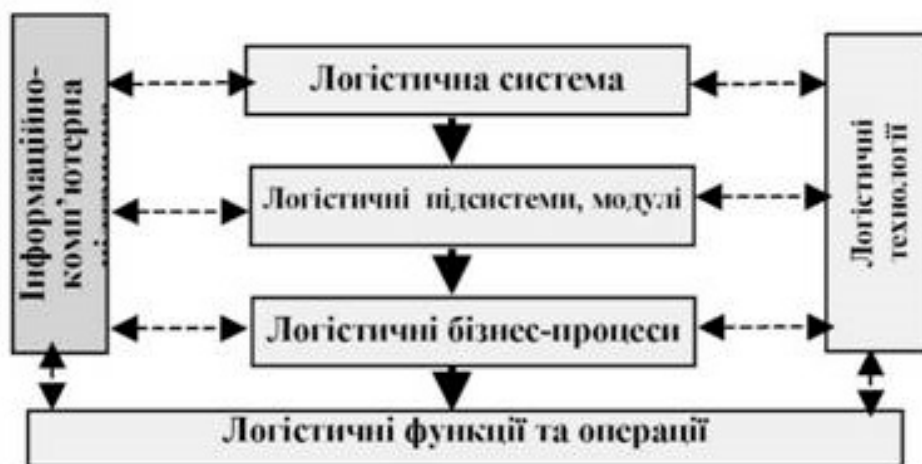 Інформаційно-
комп'ютерна
Логістична система
Логістичні підсистеми, модулі
Логістичні бізнес-процеси
Логістичні функції та операції
Логістичні
технології